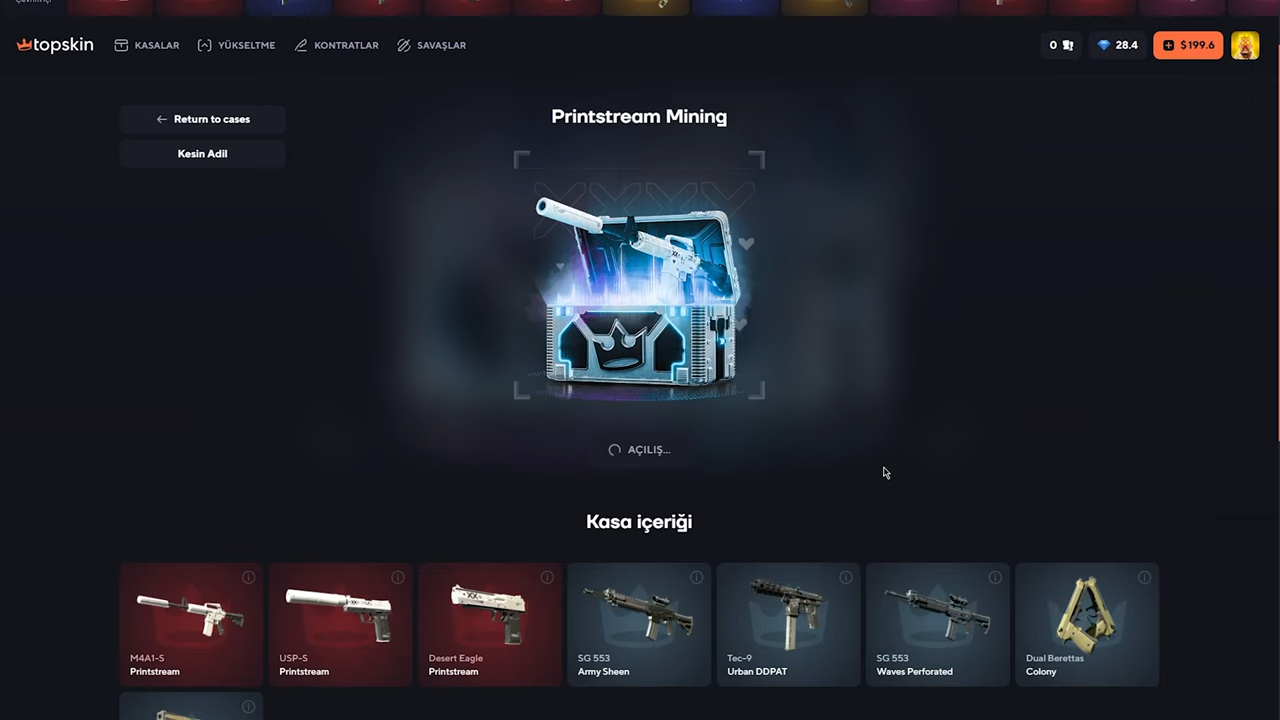 topskin
KASALAR
YÜKSELTME
KONTRATLAR
SAVAŞLAR
0
28.4
$199.6
← Return to cases
Kesin Adil
Printstream Mining
AÇILIŞ...
Kasa içeriği
M4A1-S
Printstream
USP-S
Printstream
Desert Eagle
Printstream
SG 553
Army Sheen
Tec-9
Urban DDPAT
SG 553
Waves Perforated
Dual Berettas
Colony